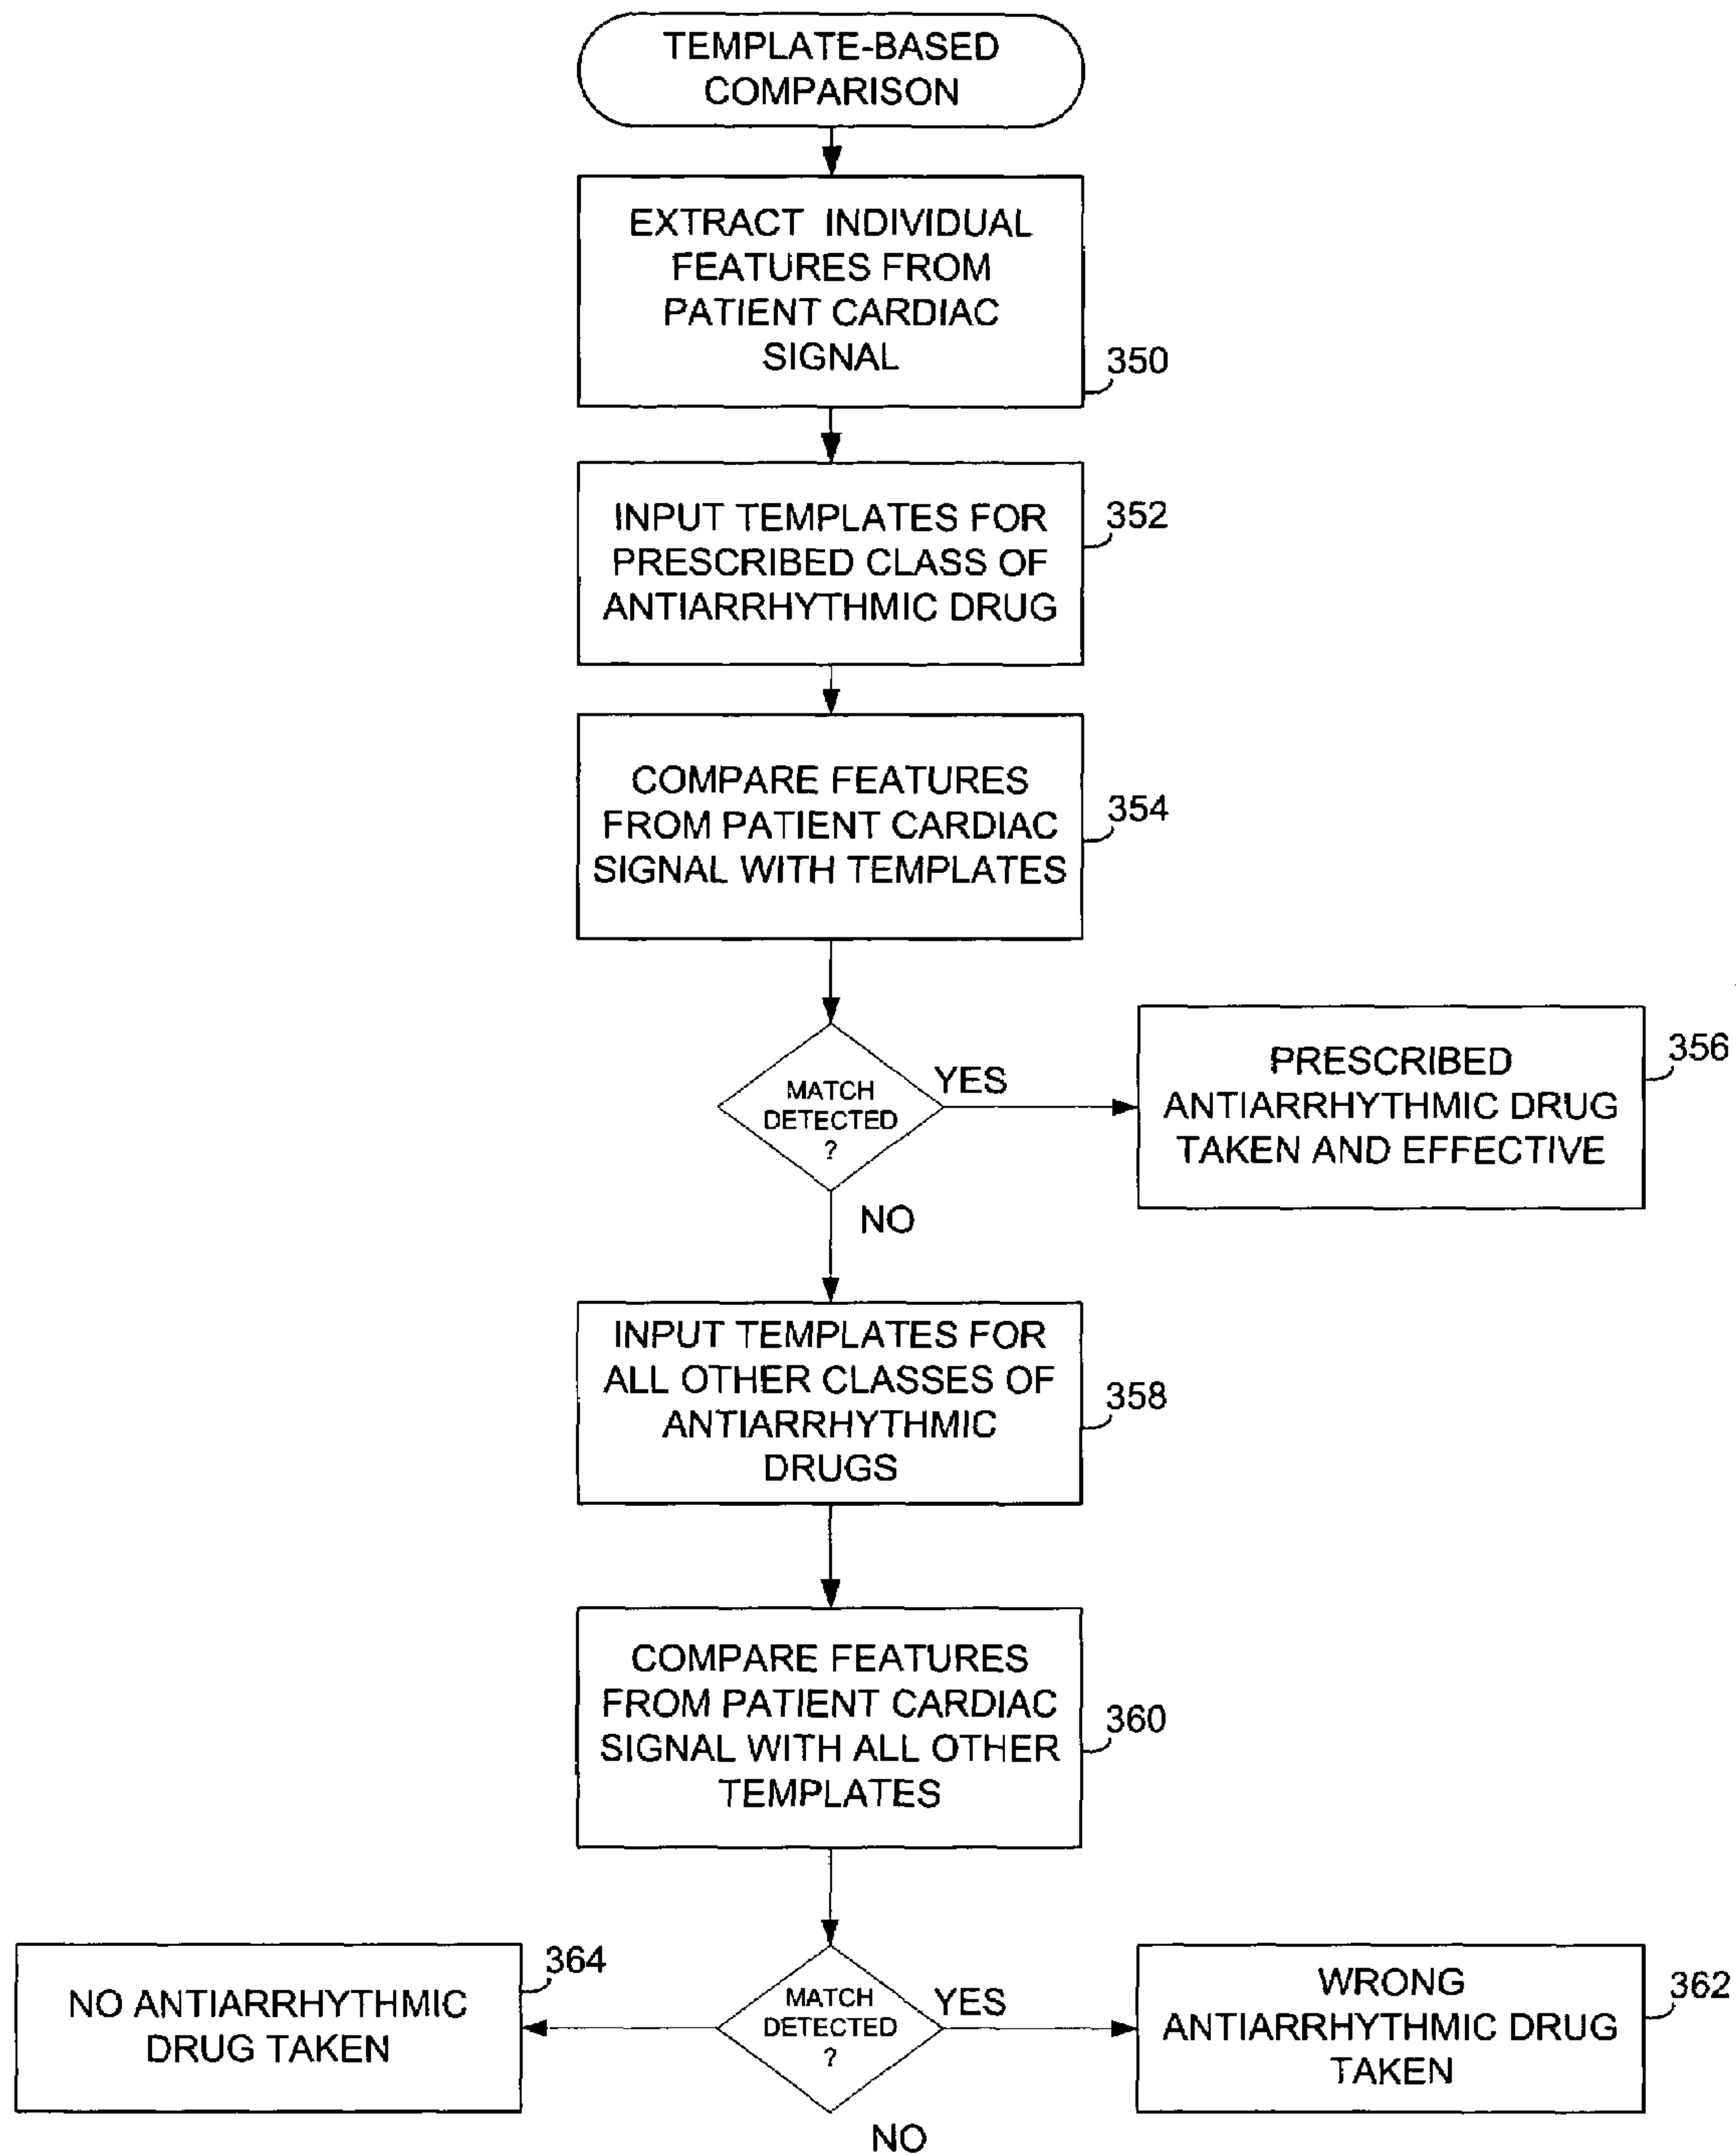 TEMPLATE-BASED
COMPARISON
EXTRACT INDIVIDUAL
FEATURES FROM
PATIENT CARDIAC
SIGNAL
350
INPUT TEMPLATES FOR
PRESCRIBED CLASS OF
ANTIARRHYTHMIC DRUG
352
COMPARE FEATURES
FROM PATIENT CARDIAC
SIGNAL WITH TEMPLATES
354
MATCH
DETECTED
?
YES
PRESCRIBED
ANTIARRHYTHMIC DRUG
TAKEN AND EFFECTIVE
356
NO
INPUT TEMPLATES FOR
ALL OTHER CLASSES OF
ANTIARRHYTHMIC
DRUGS
358
COMPARE FEATURES
FROM PATIENT CARDIAC
SIGNAL WITH ALL OTHER
TEMPLATES
360
NO ANTIARRHYTHMIC
DRUG TAKEN
364
MATCH
DETECTED
?
YES
WRONG
ANTIARRHYTHMIC DRUG
TAKEN
362
NO